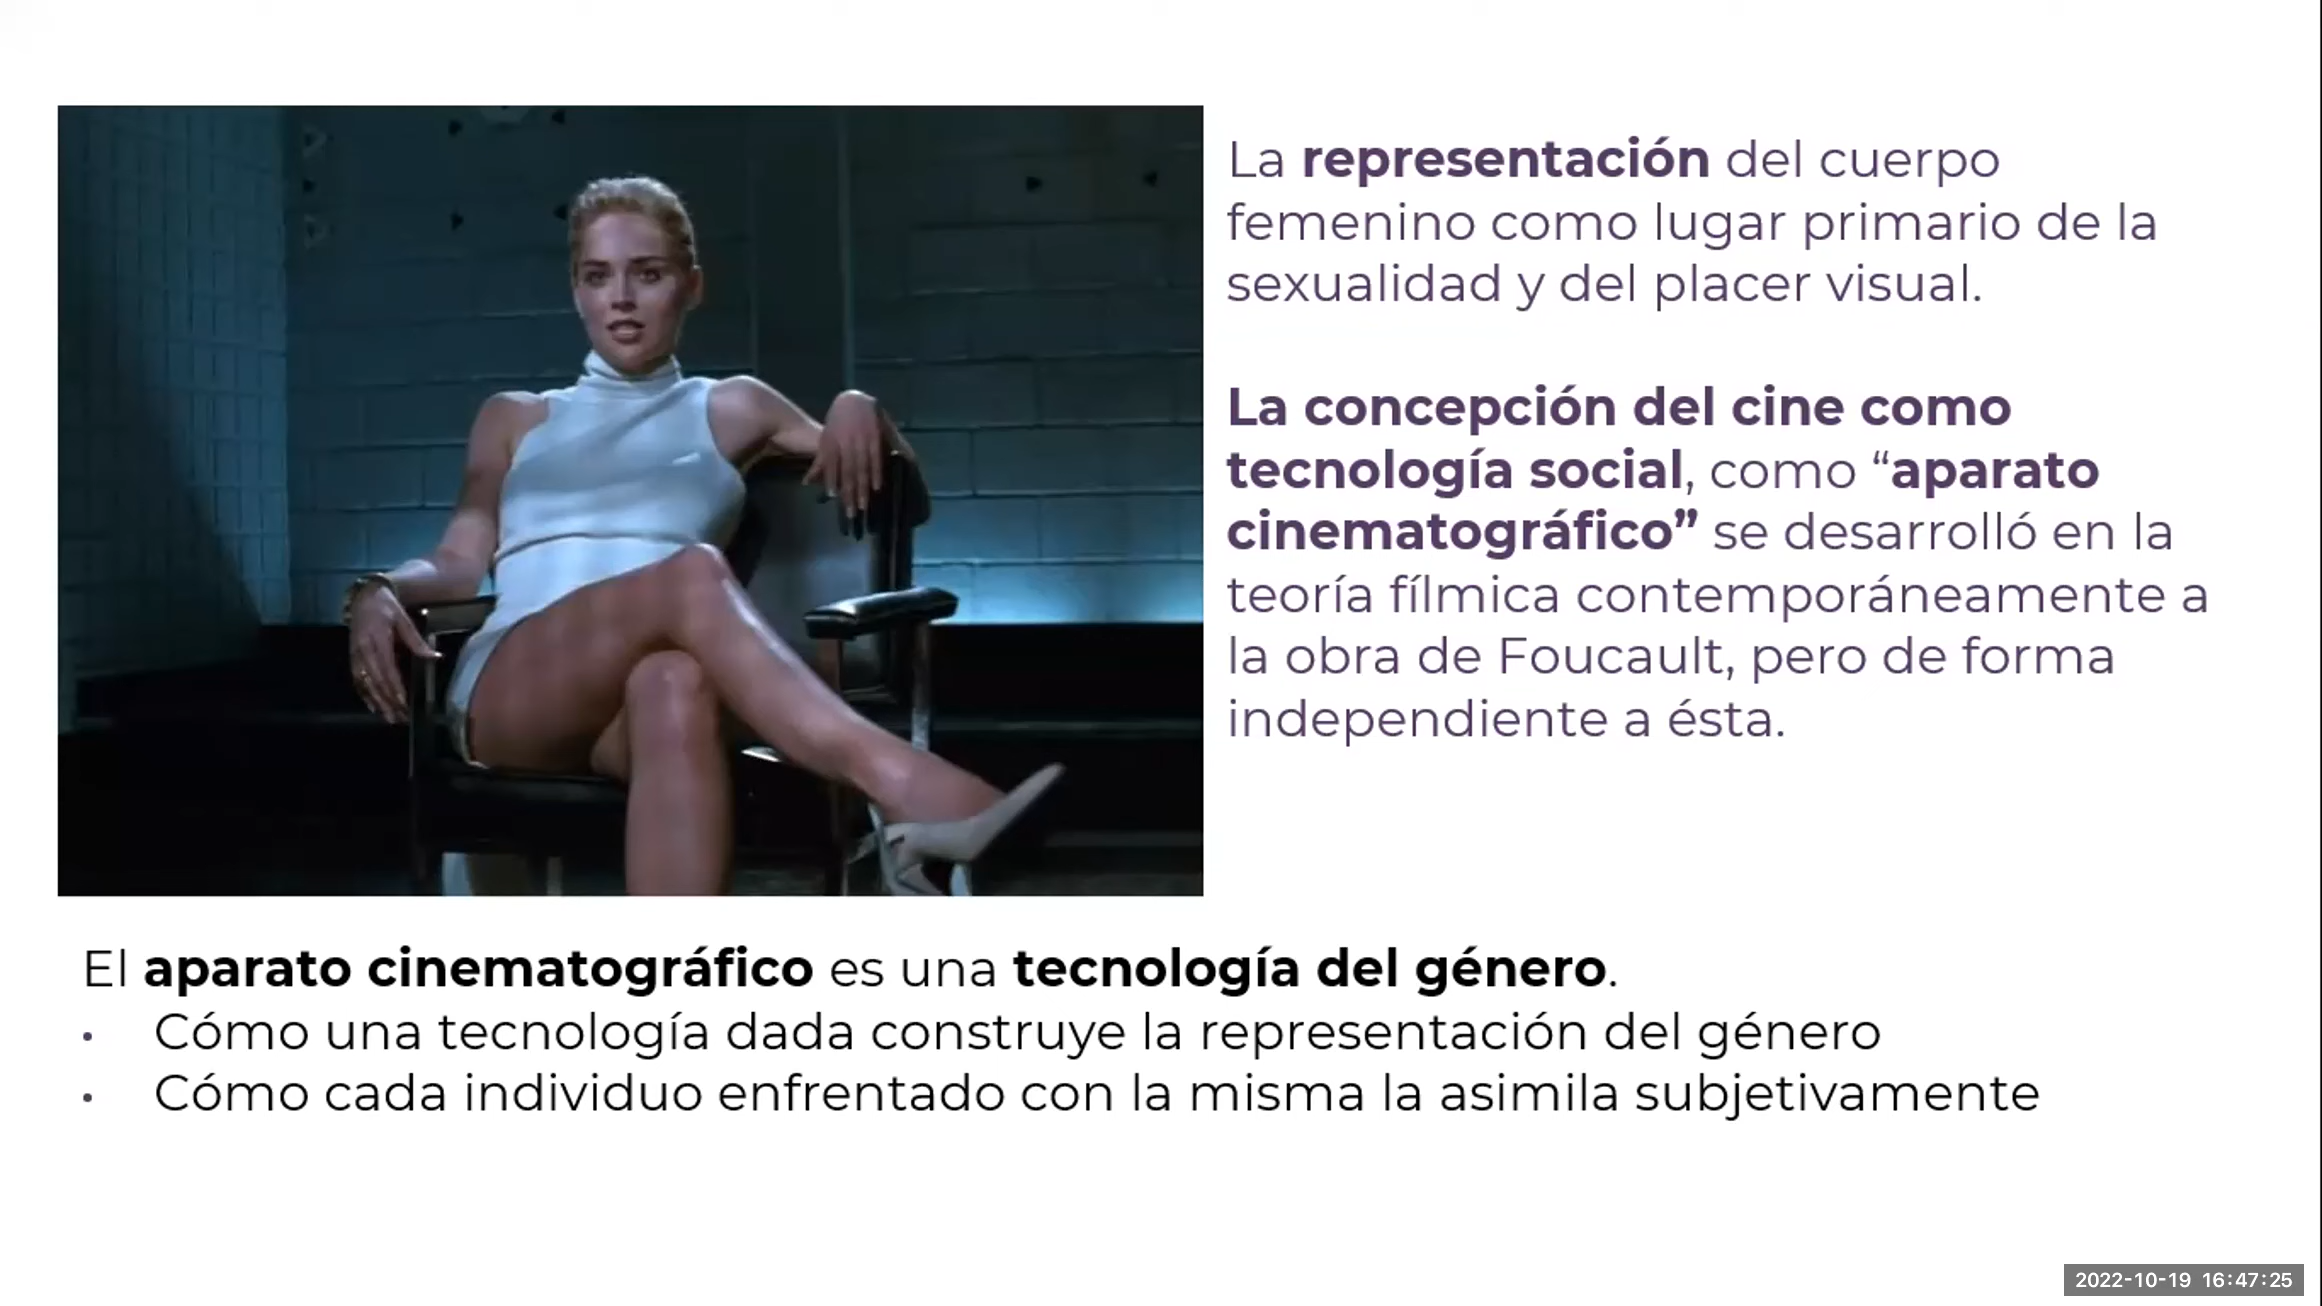 La representación del cuerpo
femenino como lugar primario de la
sexualidad y del placer visual.
La concepción del cine como
tecnología social, como “aparato
cinematográfico” se desarrolló en la
teoría fílmica contemporáneamente a
la obra de Foucault, pero de forma
independiente a ésta.
El aparato cinematográfico es una tecnología del género.
• Cómo una tecnología dada construye la representación del género
• Cómo cada individuo enfrentado con la misma la asimila subjetivamente
2022-10-19 16:47:25